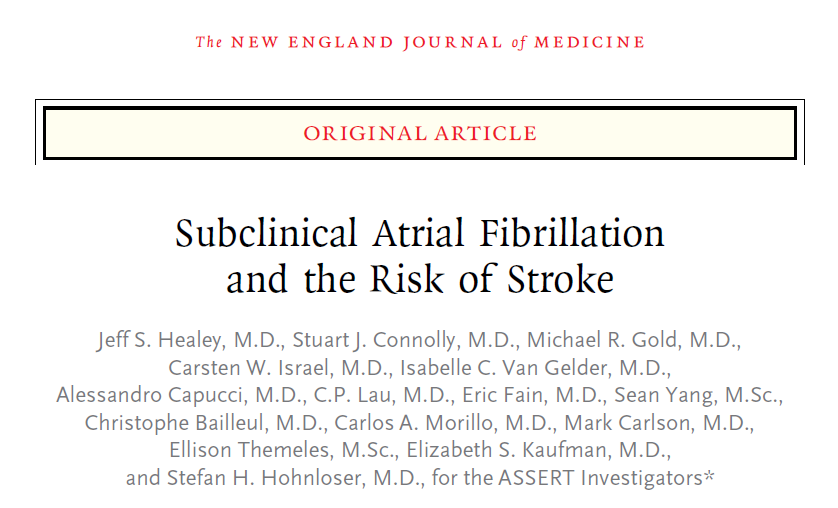 The NEW ENGLAND JOURNAL of MEDICINE
ORIGINAL ARTICLE
Subclinical Atrial Fibrillation
and the Risk of Stroke
Jeff S. Healey, M.D., Stuart J. Connolly, M.D., Michael R. Gold, M.D.,
Carsten W. Israel, M.D., Isabelle C. Van Gelder, M.D.,
Alessandro Capucci, M.D., C.P. Lau, M.D., Eric Fain, M.D., Sean Yang, M.Sc.,
Christophe Bailleul, M.D., Carlos A. Morillo, M.D., Mark Carlson, M.D.,
Ellison Themeles, M.Sc., Elizabeth S. Kaufman, M.D.,
and Stefan H. Hohnloser, M.D., for the ASSERT Investigators*